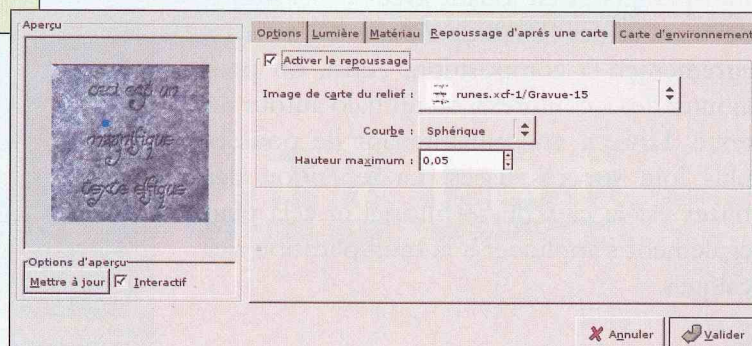 Aperçu
ceci est un
magnifique
texte elfique
Options d'aperçu
Mettre à jour Interactif
Options Lumière Matériau Repoussage d'aprés une carte Carte d'environnement
Activer le repoussage
Image de carte du relief : runes.xcf-1/Gravue-15
Courbe : Sphérique
Hauteur maximum : 0,05
Annuler Valider